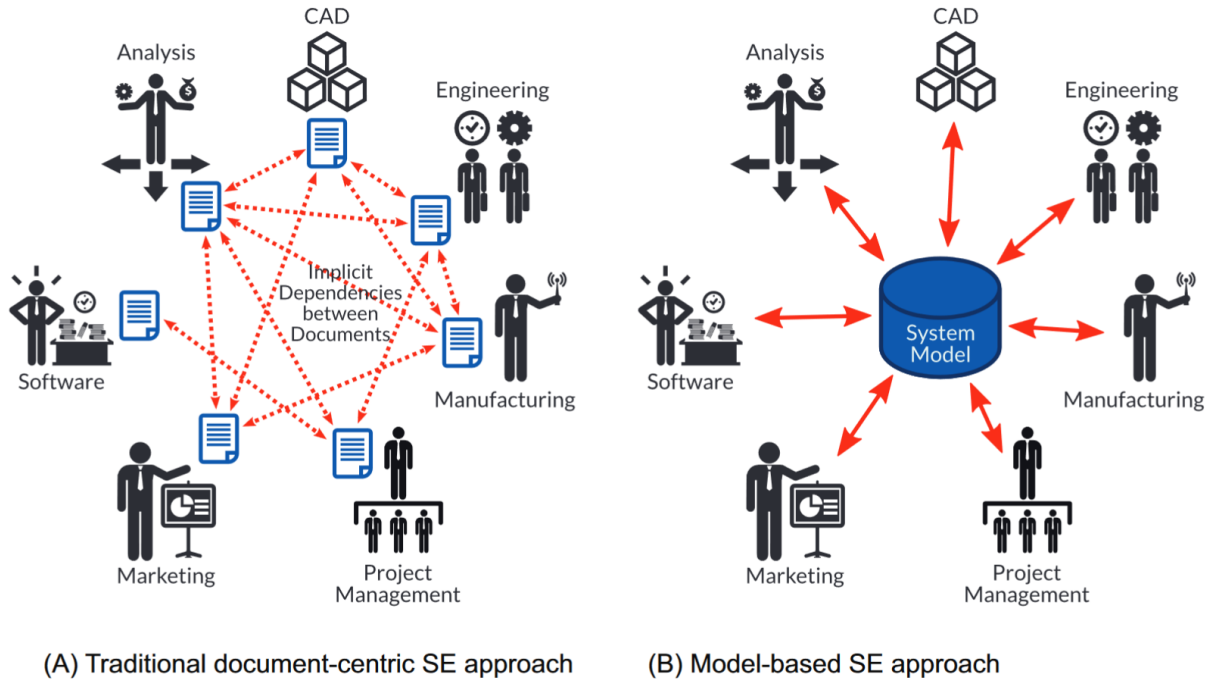 CAD
Analysis
Engineering
Implicit
Dependencies
between
Documents
Software
Manufacturing
Marketing
Project
Management
(A) Traditional document-centric SE approach
CAD
Analysis
$
Engineering
System
Model
Software
Manufacturing
Marketing
Project
Management
(B) Model-based SE approach